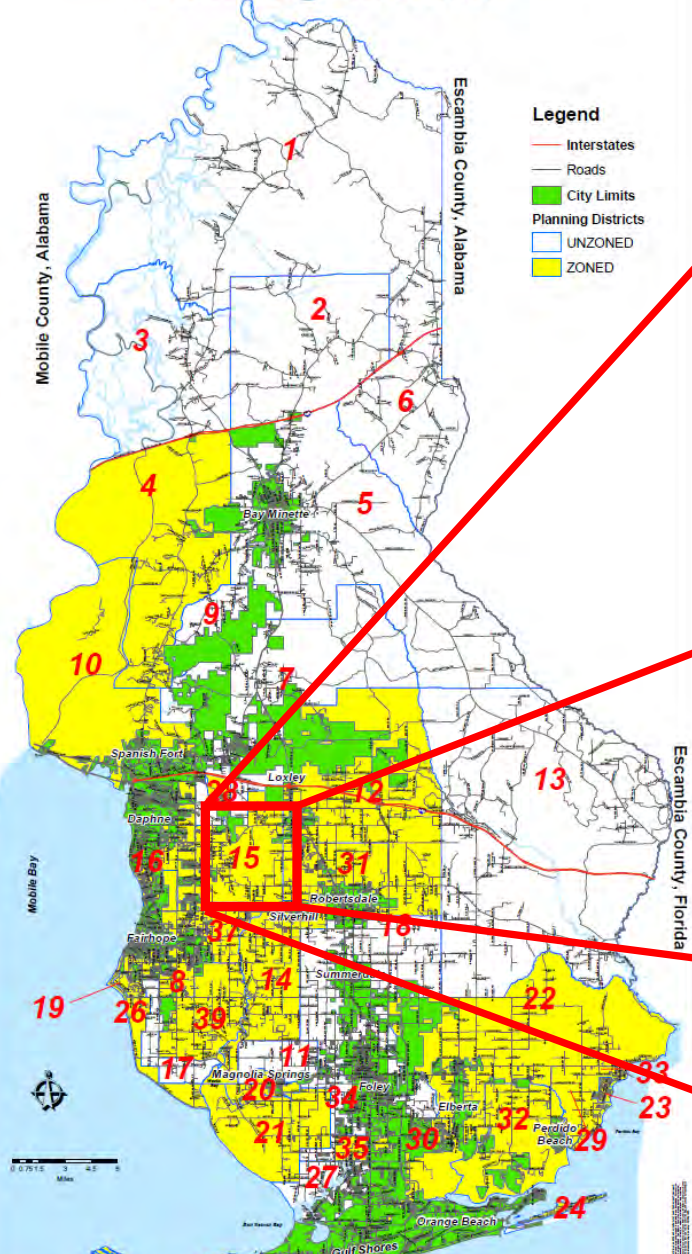 Legend
Interstates
Roads
City Limits
Planning Districts
UNZONED
ZONED
Escambia County, Alabama
Mobile County, Alabama
1
2
3
6
4
5
Bay Minette
9
10
7
Spanish Fort
Loxley
13
12
Daphne
Escambia County, Florida
16
15
31
Mobile Bay
Robertsdale
Silverhill
37
18
Fairhope
14
8
22
19
26
39
17
11
33
Magnolia Springs
20
34
Foley
23
Elberta
21
32
Perdido
Beach
29
35
30
27
24
Orange Beach
Gulf Shores
Miles